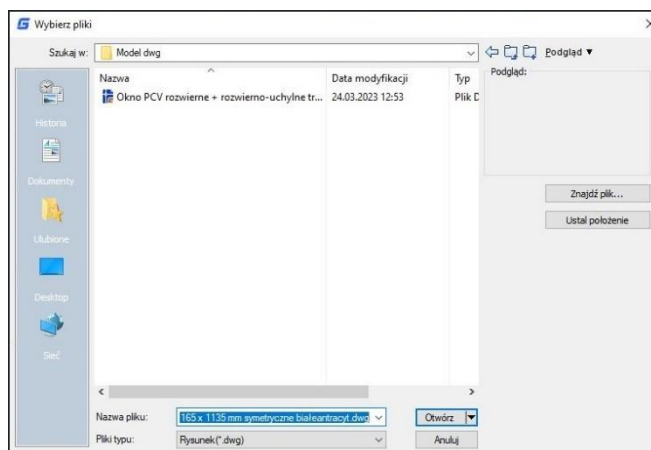 Wybierz pliki
Szukaj w: Model dwg Podgląd
Nazwa Data modyfikacji Typ Podgląd:
Okno PCV rozwierne + rozwierno-uchylne tr... 24.03.2023 12:53 Plik D
Historia
Dokumenty
Znajdź plik...
Ustal położenie
Ulubione
Desktop
Sieć
Nazwa pliku: 165 x 1135 mm symetryczne białeantracyt.dwg Otwórz
Pliki typu: Rysunek(*.dwg) Anuluj